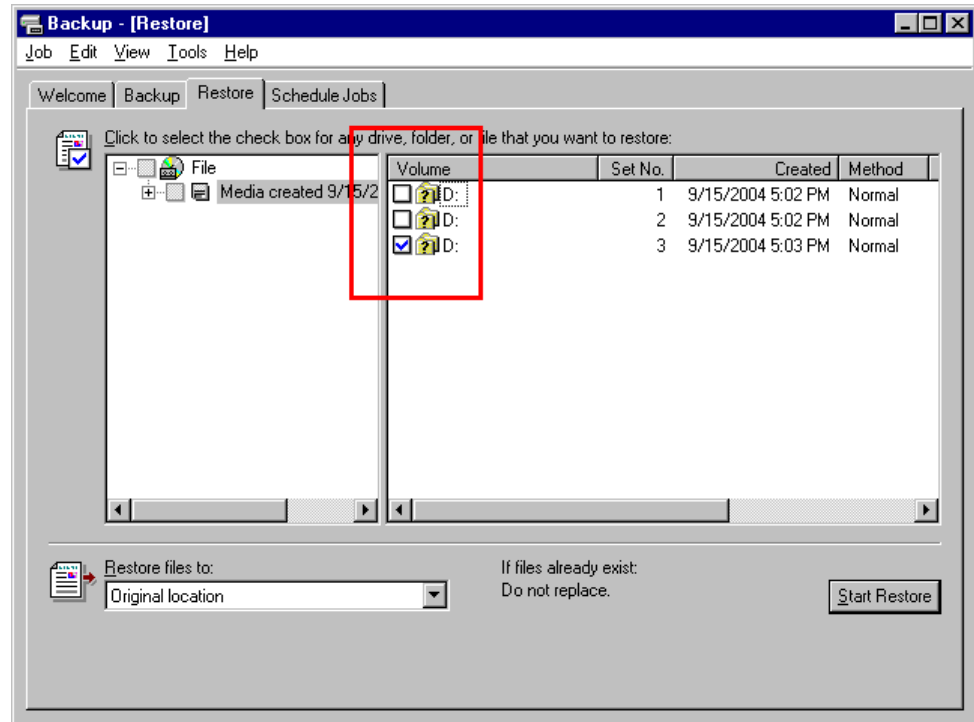 Backup - [Restore]
Job Edit View Tools Help
Welcome Backup Restore Schedule Jobs
Click to select the check box for any drive, folder, or file that you want to restore:
File
Media created 9/15/2
Volume Set No. Created Method
D: 1 9/15/2004 5:02 PM Normal
D: 2 9/15/2004 5:02 PM Normal
D: 3 9/15/2004 5:03 PM Normal
Restore files to:
Original location
If files already exist:
Do not replace.
Start Restore